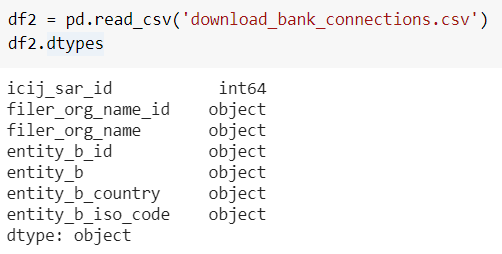 df2 = pd.read_csv('download_bank_connections.csv')
df2.dtypes
icij_sar_id int64
filer_org_name_id object
filer_org_name object
entity_b_id object
entity_b object
entity_b_country object
entity_b_iso_code object
dtype: object